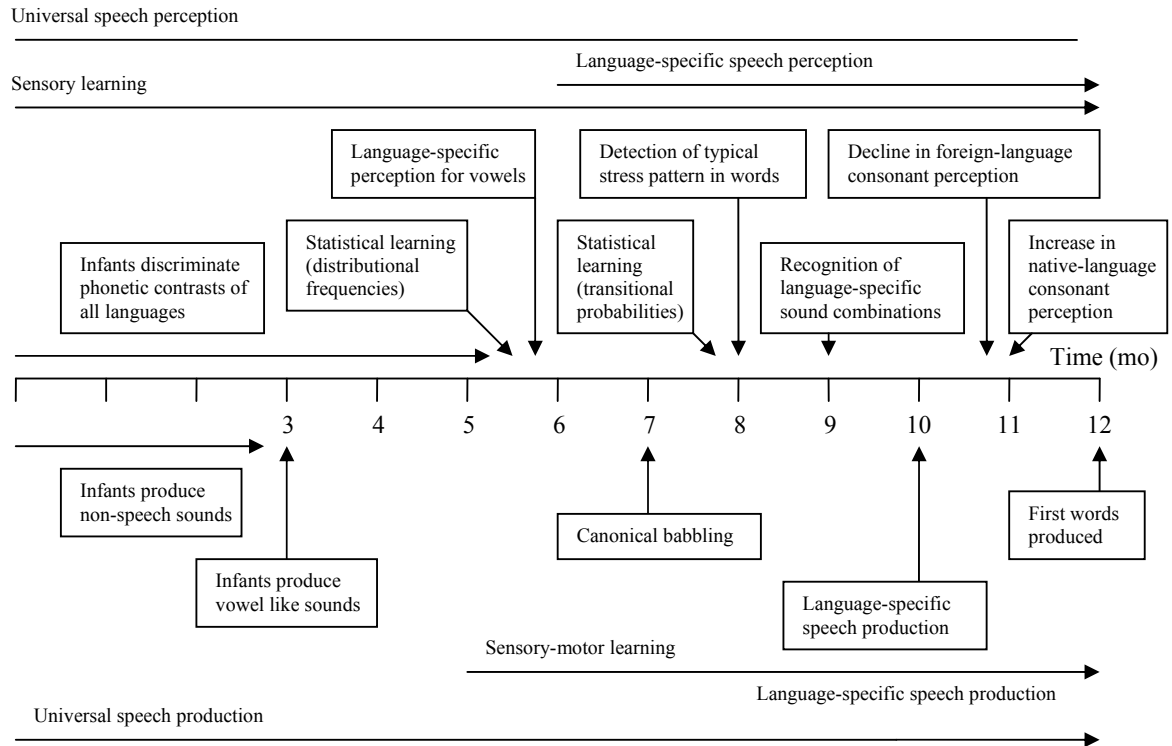 Universal speech perception
Language-specific speech perception
Sensory learning
Language-specific
perception for vowels
Detection of typical
stress pattern in words
Decline in foreign-language
consonant perception
Infants discriminate
phonetic contrasts of
all languages
Statistical learning
(distributional
frequencies)
Statistical
learning
(transitional
probabilities)
Recognition of
language-specific
sound combinations
Increase in
native-language
consonant
perception
Time (mo)
3 4 5 6 7 8 9 10 11 12
Infants produce
non-speech sounds
Infants produce
vowel like sounds
Canonical babbling
Language-specific
speech production
First words
produced
Sensory-motor learning
Language-specific speech production
Universal speech production